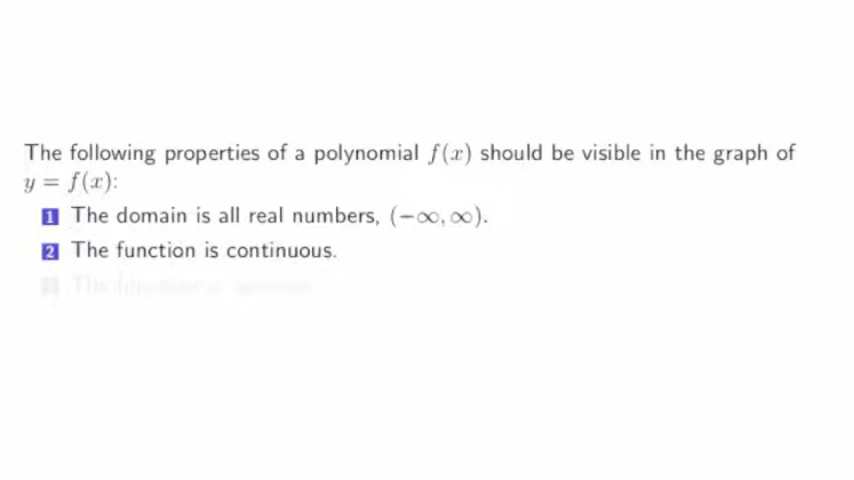 The following properties of a polynomial f(x) should be visible in the graph of
y = f(x):
1 The domain is all real numbers, (−∞, ∞).
2 The function is continuous.
The